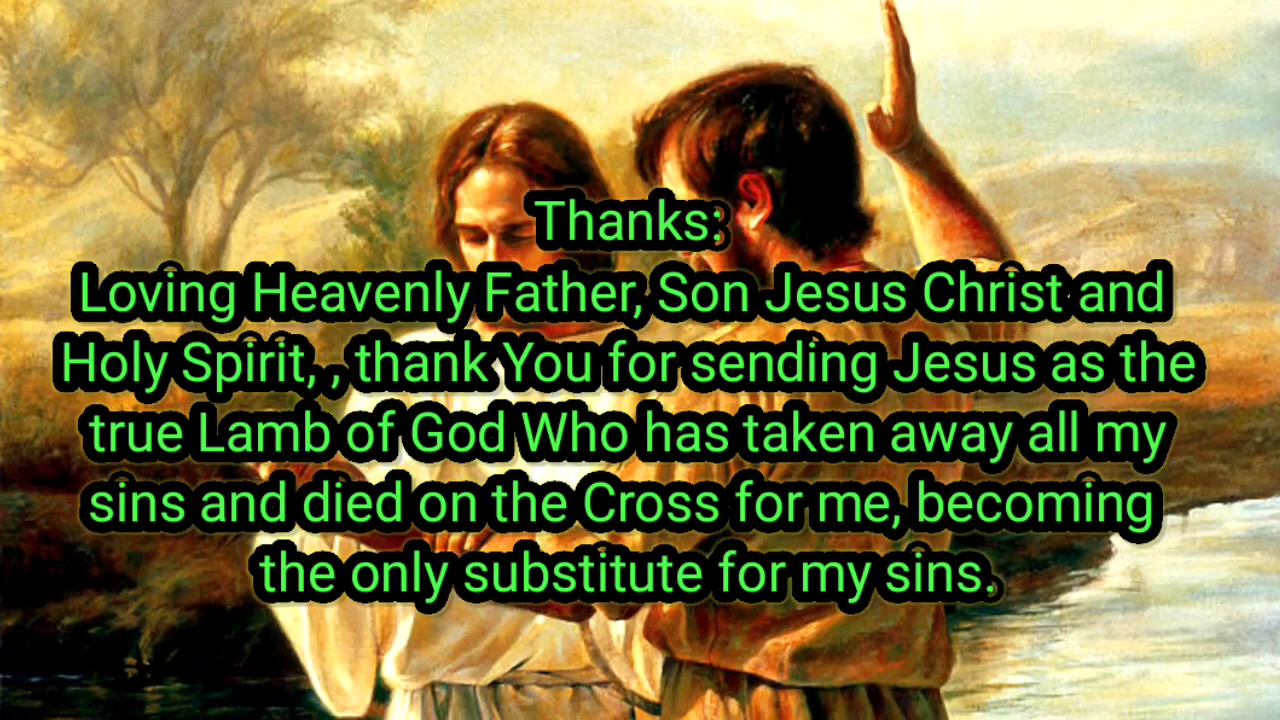 Thanks:
Loving Heavenly Father, Son Jesus Christ and
Holy Spirit, , thank You for sending Jesus as the
true Lamb of God Who has taken away all my
sins and died on the Cross for me, becoming
the only substitute for my sins.